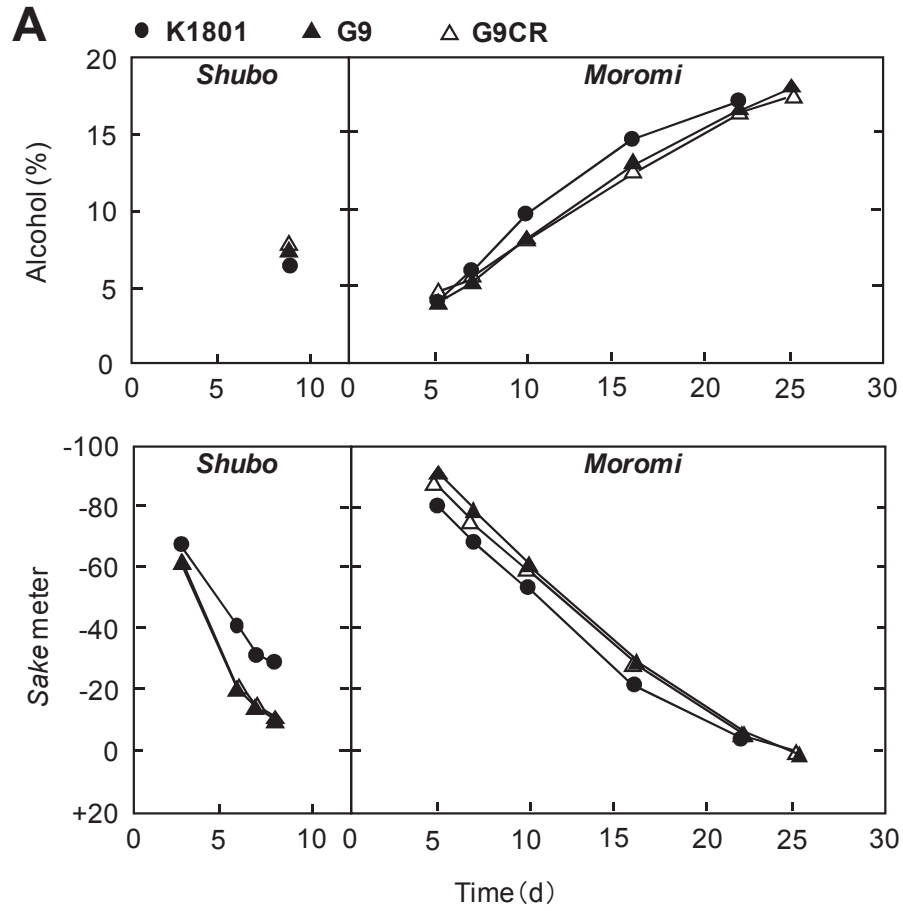 A
K1801 G9 G9CR
Shubo Moromi
Alcohol (%)
20
15
10
5
0
0 5 10 0 5 10 15 20 25 30
Shubo Moromi
Sake meter
-100
-80
-60
-40
-20
0
+20
0 5 10 0 5 10 15 20 25 30
Time (d)